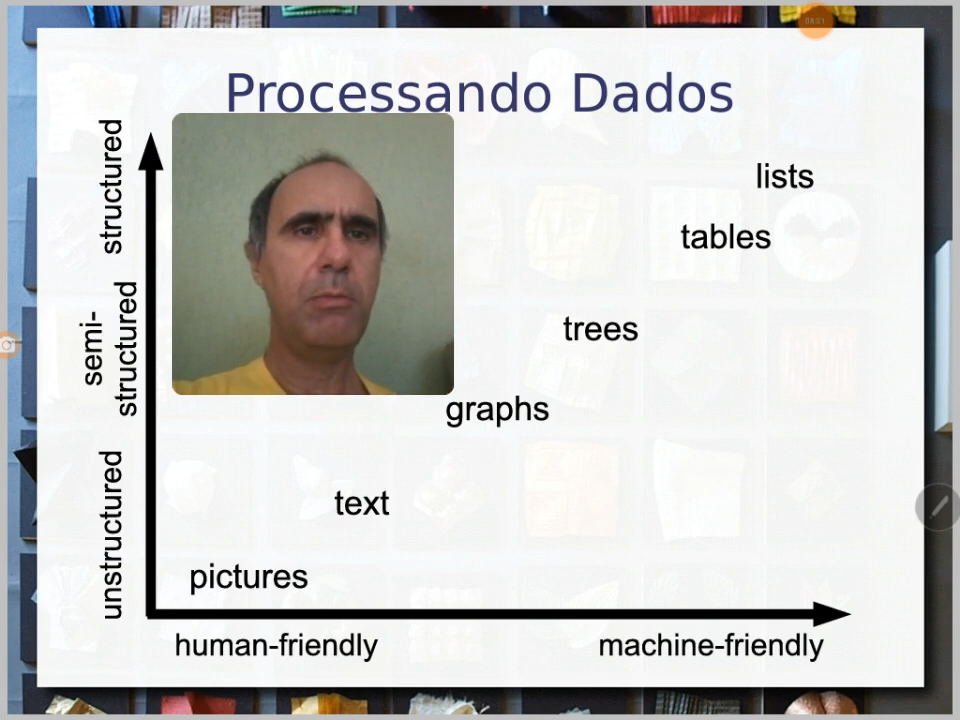 Processando Dados
structured
semi-
structured
unstructured
lists
tables
trees
graphs
text
pictures
human-friendly
machine-friendly